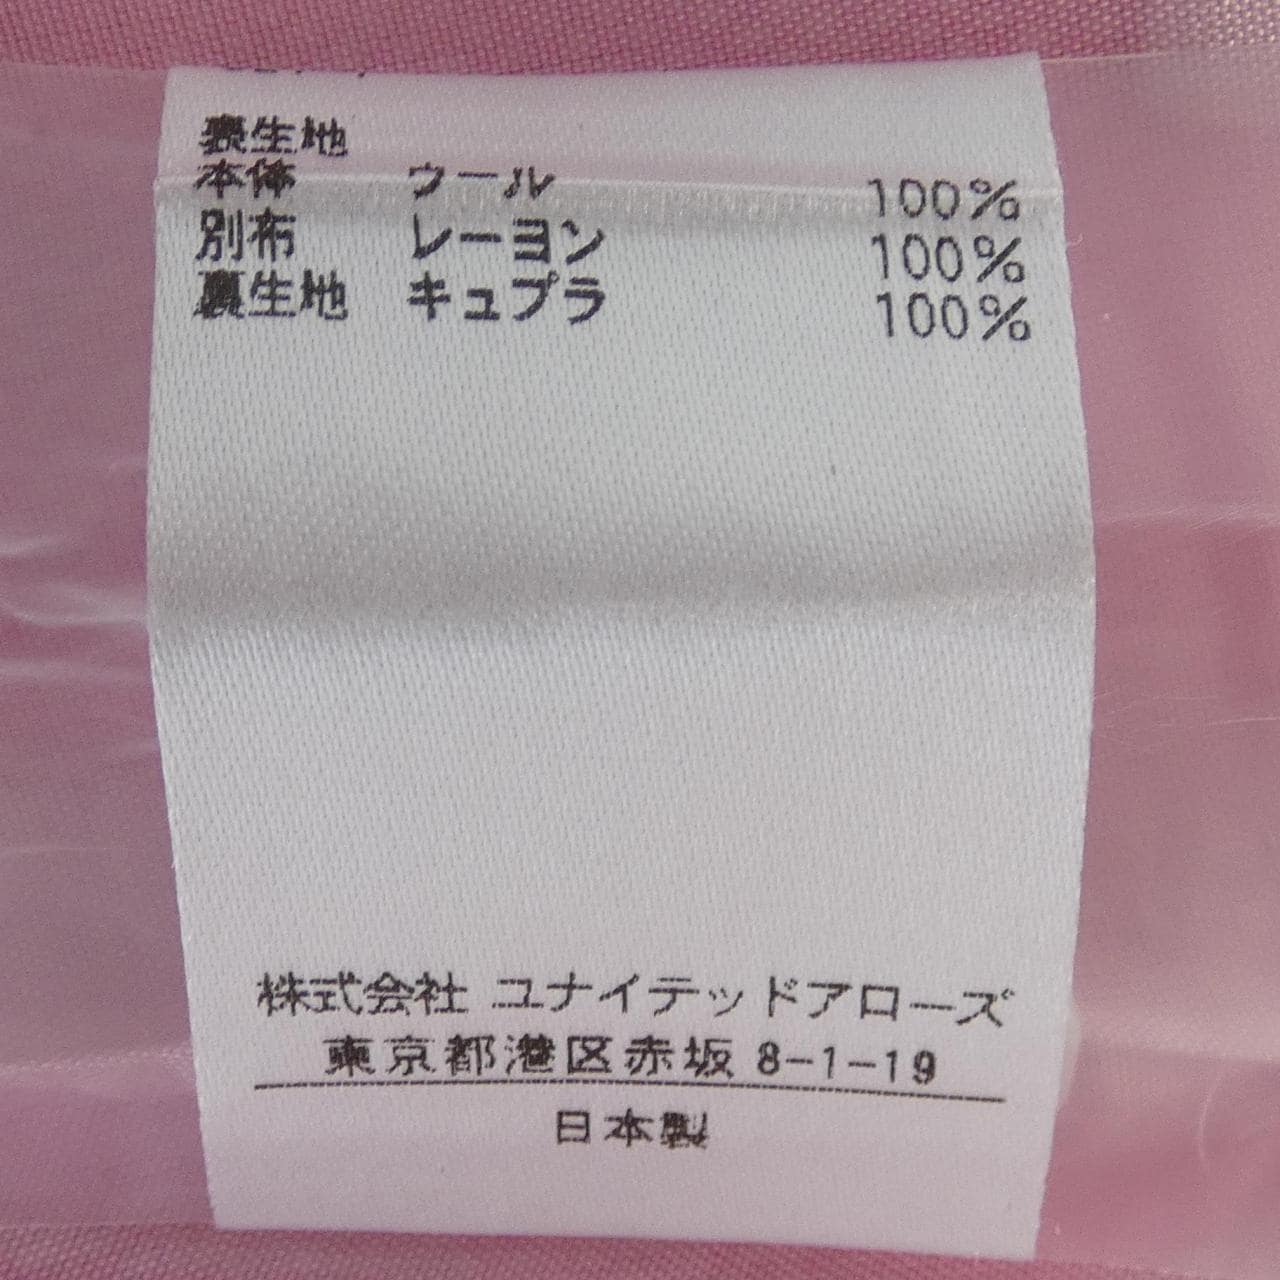 表生地
本体 ウール 100%
別布 レーヨン 100%
裏生地 キュプラ 100%
株式会社 ユナイテッドアローズ
東京都港区赤坂 8-1-19
日本製